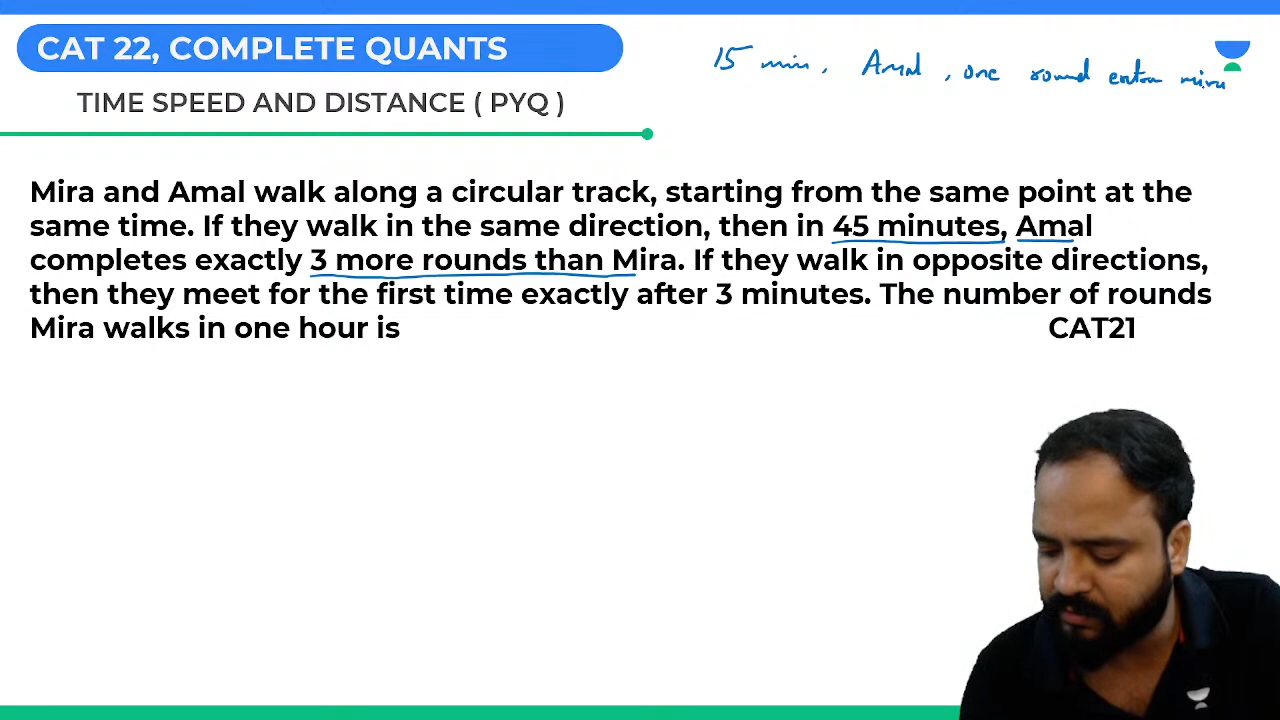 CAT 22, COMPLETE QUANTS
15 min, Amal, one round extra mira
TIME SPEED AND DISTANCE ( PYQ )
Mira and Amal walk along a circular track, starting from the same point at the
same time. If they walk in the same direction, then in 45 minutes, Amal
completes exactly 3 more rounds than Mira. If they walk in opposite directions,
then they meet for the first time exactly after 3 minutes. The number of rounds
Mira walks in one hour is CAT21